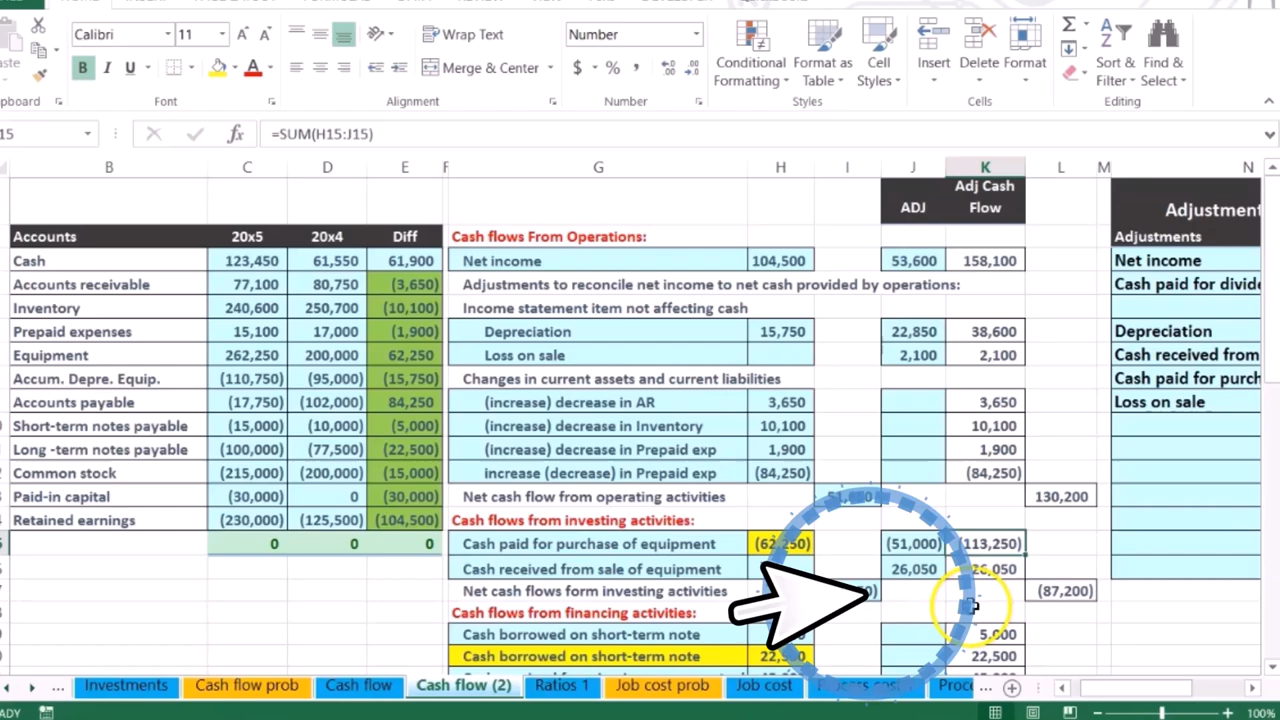 Calibri 11 Wrap Text Number
B I U Merge & Center $ % Conditional Formatting Format as Table Cell Styles Insert Delete Format Σ Sort & Filter Find & Select
Font Alignment Number Styles Cells Editing
15 fx =SUM(H15:J15)
B C D E F G H I J K L M N
ADJ Adj Cash Flow
Accounts 20x5 20x4 Diff Cash flows From Operations: Adjustments
Cash 123,450 61,550 61,900 Net income 104,500 53,600 158,100 Net income
Accounts receivable 77,100 80,750 (3,650) Adjustments to reconcile net income to net cash provided by operations: Cash paid for
Inventory 240,600 250,700 (10,100) Income statement item not affecting cash
Prepaid expenses 15,100 17,000 (1,900) Depreciation 15,750 22,850 38,600 Depreciation
Equipment 262,250 200,000 62,250 Loss on sale 2,100 2,100 Cash received from
Accum. Depre. Equip. (110,750) (95,000) (15,750) Changes in current assets and current liabilities Cash paid for
Accounts payable (17,750) (102,000) 84,250 (increase) decrease in AR 3,650 3,650 Loss on sale
Short-term notes payable (15,000) (10,000) (5,000) (increase) decrease in Inventory 10,100 10,100
Long -term notes payable (100,000) (77,500) (22,500) (increase) decrease in Prepaid exp 1,900 1,900
Common stock (215,000) (200,000) (15,000) increase (decrease) in Prepaid exp (84,250) (84,250)
Paid-in capital (30,000) 0 (30,000) Net cash flow from operating activities 130,200
Retained earnings (230,000) (125,500) (104,500) Cash flows from investing activities:
0 0 0 Cash paid for purchase of equipment (62,250) (51,000) (113,250)
Cash received from sale of equipment 26,050 26,050
Net cash flows form investing activities (87,200)
Cash flows from financing activities:
Cash borrowed on short-term note 5,000
Cash borrowed on short-term note 22,500
... Investments Cash flow prob Cash flow Cash flow (2) Ratios 1 Job cost prob Job cost ...
100%